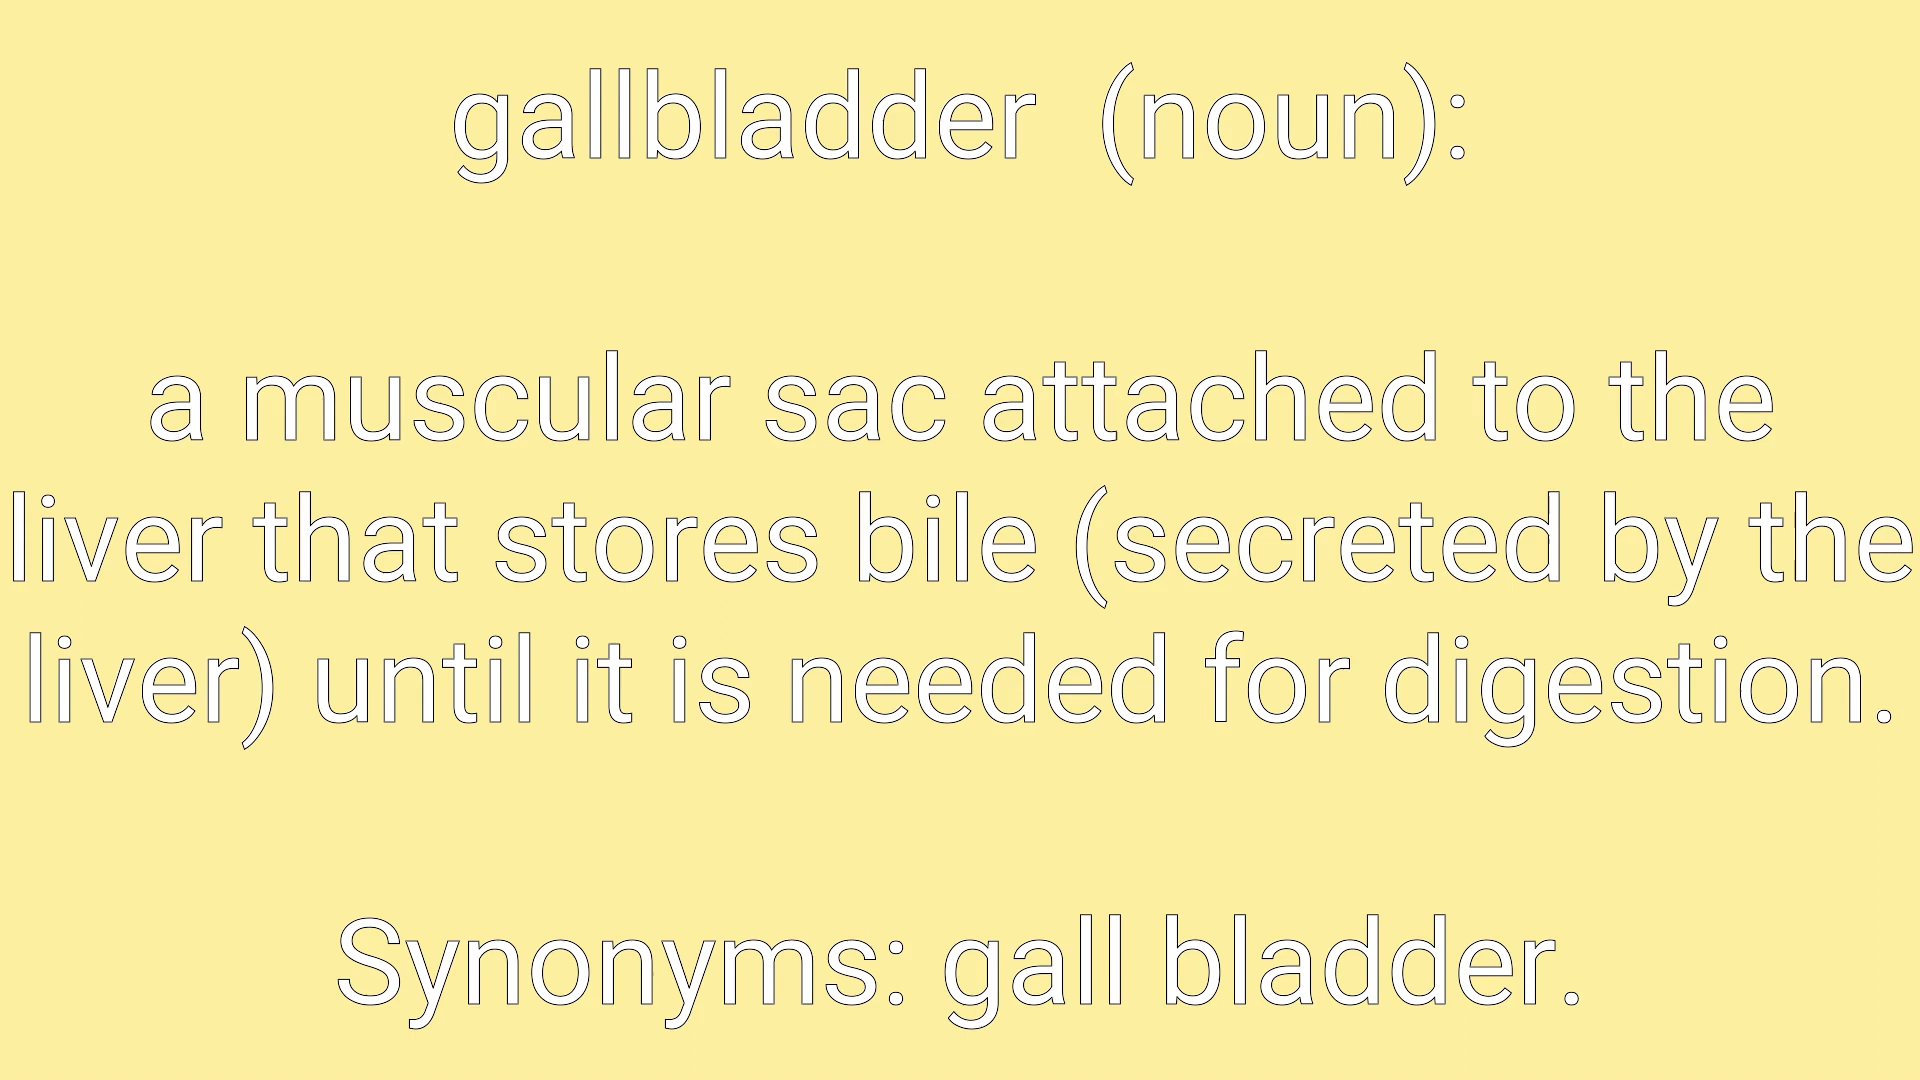 gallbladder  (noun):
a muscular sac attached to the
liver that stores bile (secreted by the
liver) until it is needed for digestion.
Synonyms: gall bladder.